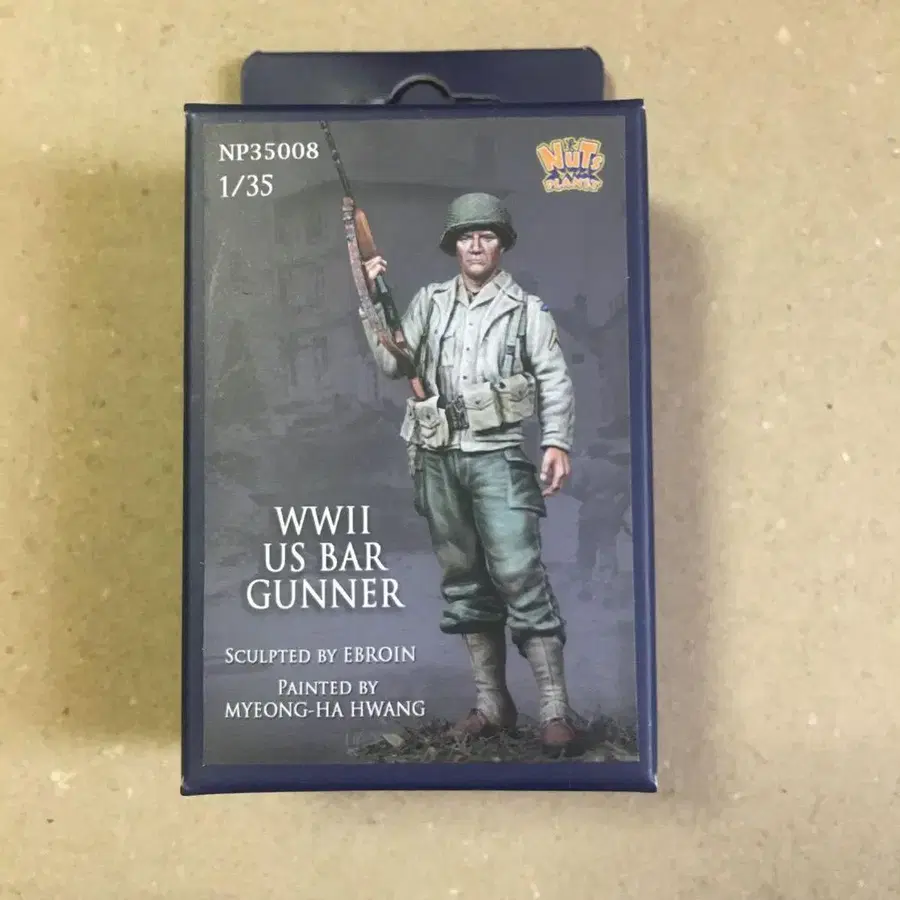 NP35008
1/35
NUTS
PLANET
WWII
US BAR
GUNNER
SCULPTED BY EBROIN
PAINTED BY
MYEONG-HA HWANG